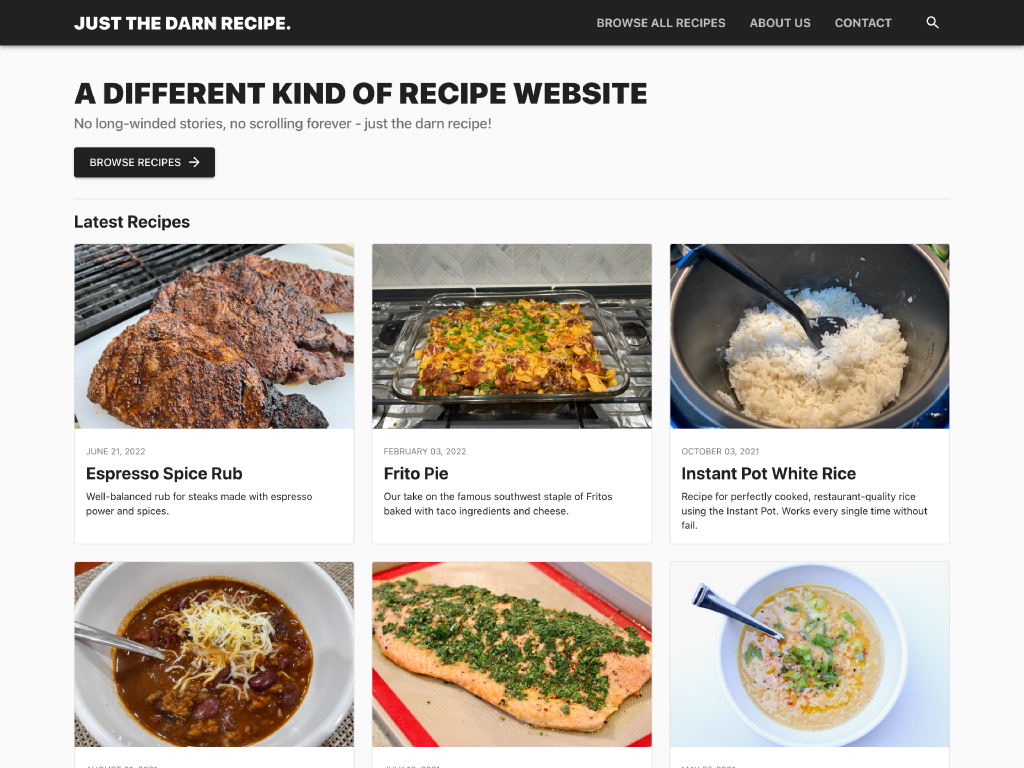 JUST THE DARN RECIPE.
BROWSE ALL RECIPES
ABOUT US
CONTACT
A DIFFERENT KIND OF RECIPE WEBSITE
No long-winded stories, no scrolling forever - just the darn recipe!
BROWSE RECIPES
Latest Recipes
JUNE 21, 2022
Espresso Spice Rub
Well-balanced rub for steaks made with espresso
power and spices.
FEBRUARY 03, 2022
Frito Pie
Our take on the famous southwest staple of Fritos
baked with taco ingredients and cheese.
OCTOBER 03, 2021
Instant Pot White Rice
Recipe for perfectly cooked, restaurant-quality rice
using the Instant Pot. Works every single time without
fail.